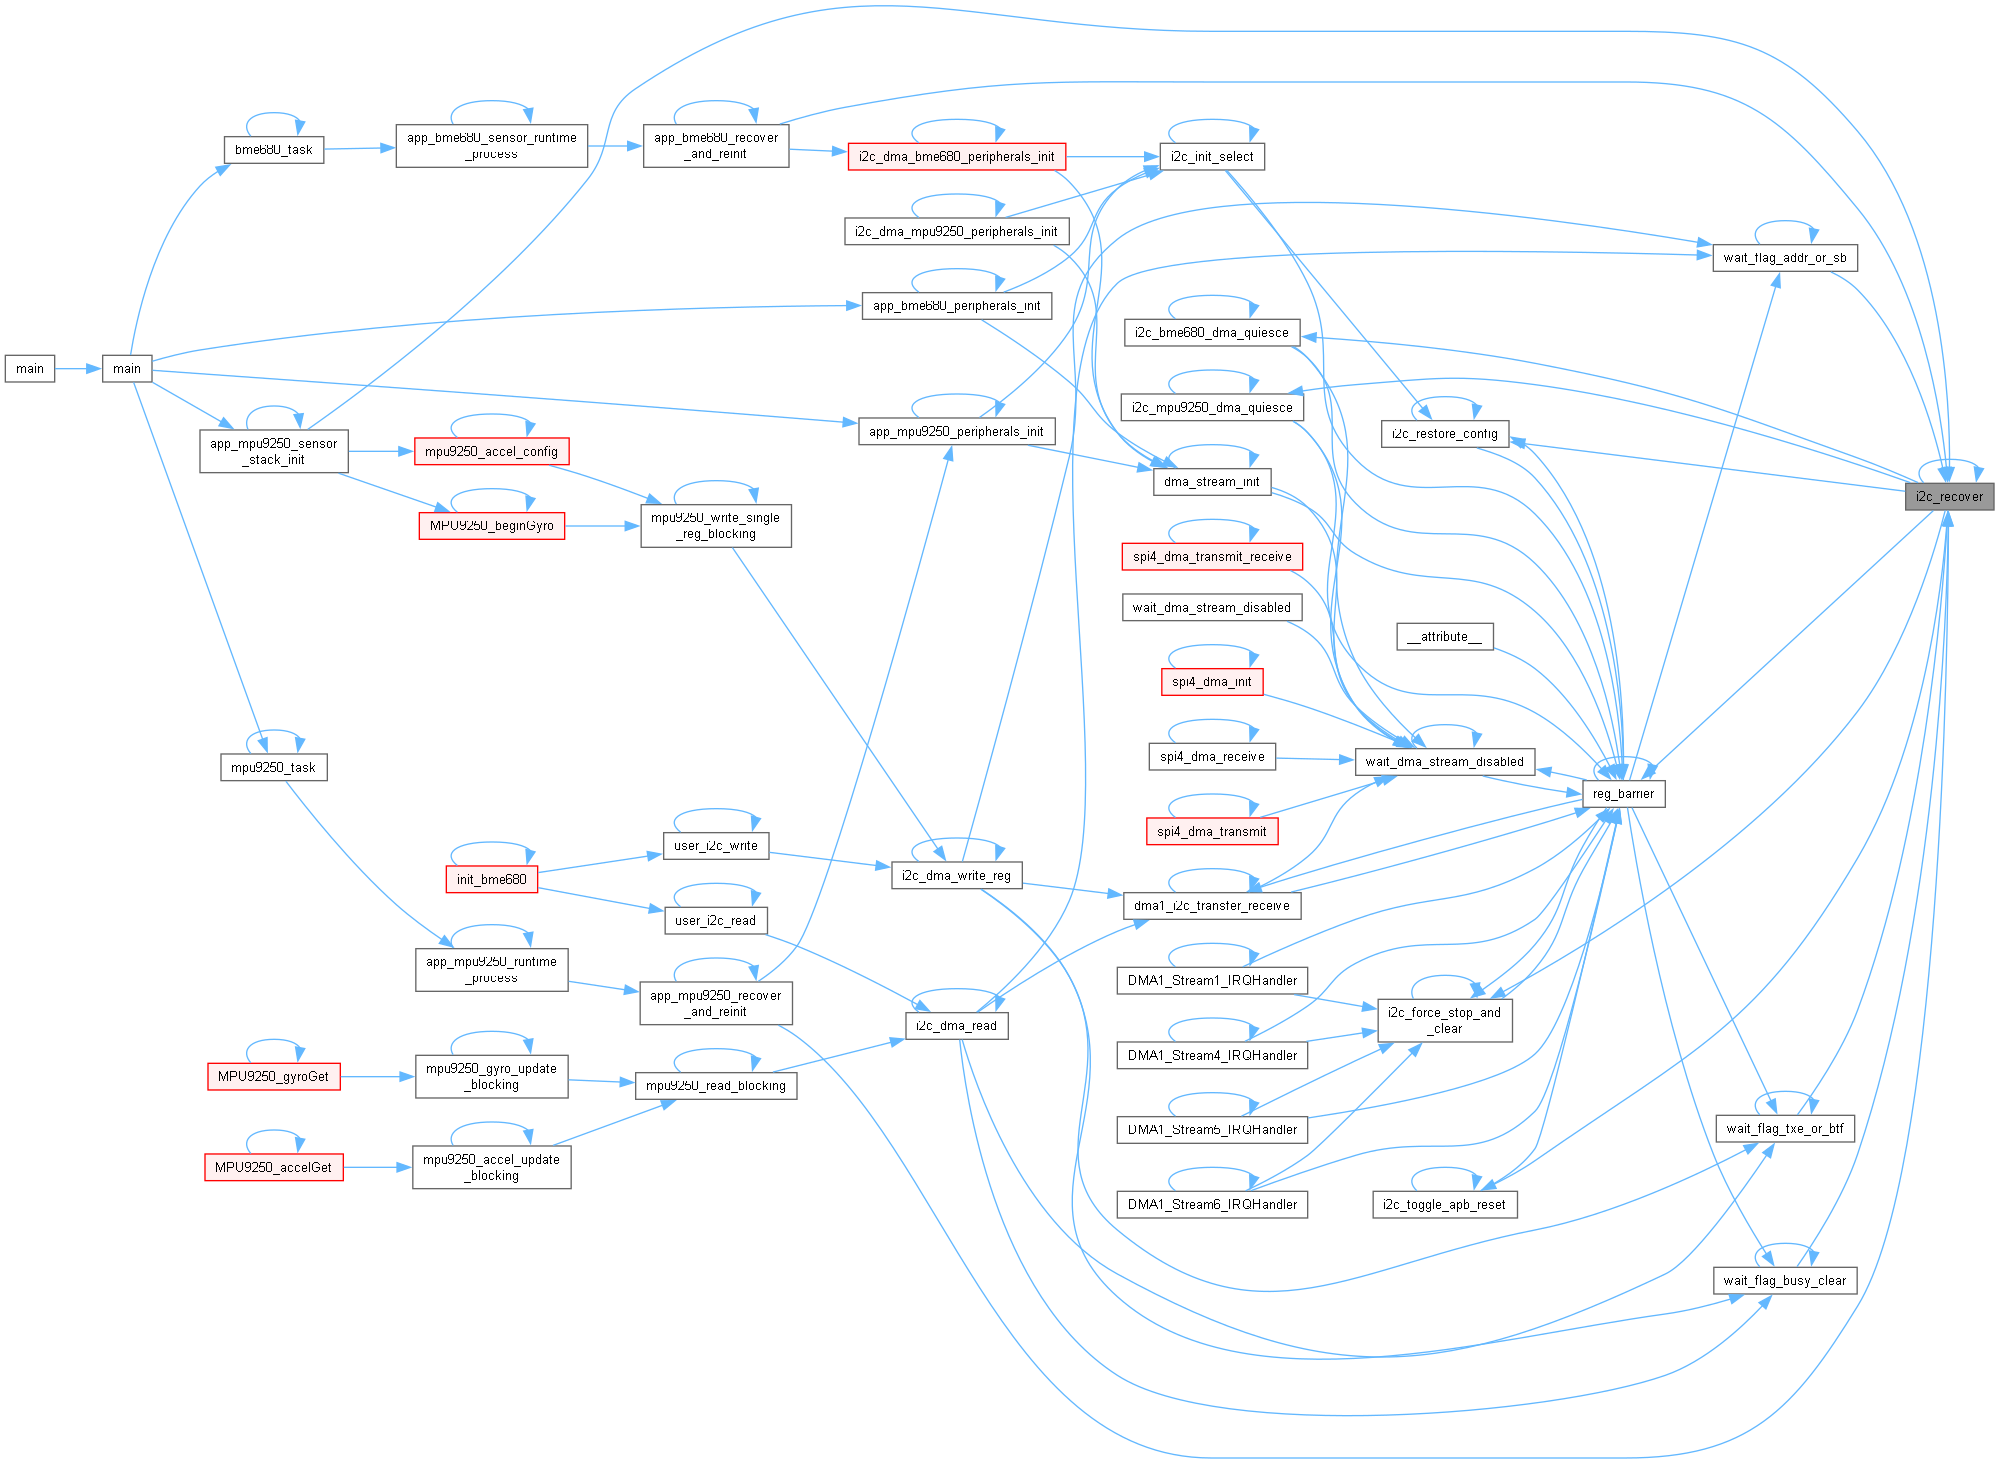 main
main
bme680_task
app_mpu9250_sensor
_stack_init
mpu9250_task
MPU9250_gyroGet
MPU9250_accelGet
app_bme680_sensor_runtime
_process
mpu9250_accel_config
MPU9250_beginGyro
init_bme680
app_mpu9250_runtime
_process
mpu9250_gyro_update
_blocking
mpu9250_accel_update
_blocking
app_bme680_recover
_and_reinit
mpu9250_write_single
_reg_blocking
user_i2c_write
user_i2c_read
app_mpu9250_recover
_and_reinit
mpu9250_read_blocking
i2c_dma_bme680_peripherals_init
i2c_dma_mpu9250_peripherals_init
app_bme680_peripherals_init
app_mpu9250_peripherals_init
i2c_dma_write_reg
i2c_dma_read
i2c_init_select
i2c_bme680_dma_quiesce
i2c_mpu9250_dma_quiesce
dma_stream_init
spi4_dma_transmit_receive
wait_dma_stream_disabled
spi4_dma_init
spi4_dma_receive
spi4_dma_transmit
dma1_i2c_transfer_receive
DMA1_Stream1_IRQHandler
DMA1_Stream4_IRQHandler
DMA1_Stream5_IRQHandler
DMA1_Stream6_IRQHandler
i2c_restore_config
__attribute__
wait_dma_stream_disabled
i2c_force_stop_and
_clear
i2c_toggle_apb_reset
reg_barrier
wait_flag_addr_or_sb
wait_flag_txe_or_btf
wait_flag_busy_clear
i2c_recover